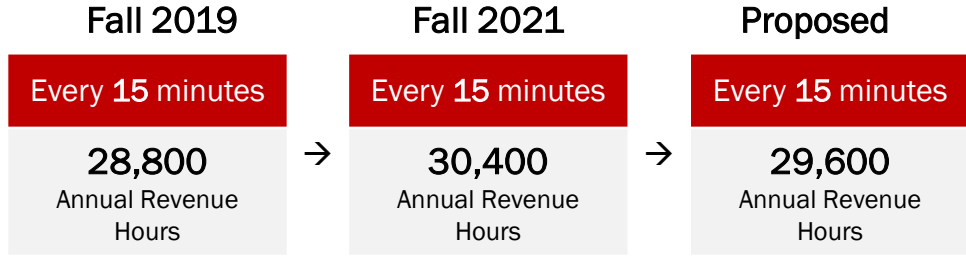 Fall 2019
Every 15 minutes
28,800
Annual Revenue
Hours
→
Fall 2021
Every 15 minutes
30,400
Annual Revenue
Hours
→
Proposed
Every 15 minutes
29,600
Annual Revenue
Hours